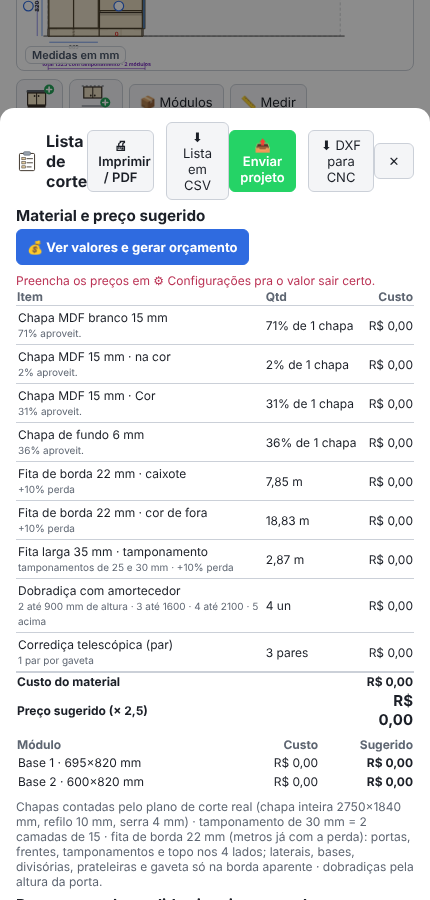 Medidas em mm
📦 Módulos
📏 Medir
📋 Lista de corte
🖨 Imprimir / PDF
⬇ Lista em CSV
📤 Enviar projeto
⬇ DXF para CNC
✕
Material e preço sugerido
💰 Ver valores e gerar orçamento
Preencha os preços em ⚙ Configurações pra o valor sair certo.
Item Qtd Custo
Chapa MDF branco 15 mm
71% aproveit.
71% de 1 chapa R$ 0,00
Chapa MDF 15 mm · na cor
2% aproveit.
2% de 1 chapa R$ 0,00
Chapa MDF 15 mm · Cor
31% aproveit.
31% de 1 chapa R$ 0,00
Chapa de fundo 6 mm
36% aproveit.
36% de 1 chapa R$ 0,00
Fita de borda 22 mm · caixote
+10% perda
7,85 m R$ 0,00
Fita de borda 22 mm · cor de fora
+10% perda
18,83 m R$ 0,00
Fita larga 35 mm · tamponamento
tamponamentos de 25 e 30 mm · +10% perda
2,87 m R$ 0,00
Dobradiça com amortecedor
2 até 900 mm de altura · 3 até 1600 · 4 até 2100 · 5
acima
4 un R$ 0,00
Corrediça telescópica (par)
1 par por gaveta
3 pares R$ 0,00
Custo do material R$ 0,00
Preço sugerido (× 2,5) R$ 0,00
Módulo Custo Sugerido
Base 1 · 695×820 mm R$ 0,00 R$ 0,00
Base 2 · 600×820 mm R$ 0,00 R$ 0,00
Chapas contadas pelo plano de corte real (chapa inteira 2750×1840
mm, refilo 10 mm, serra 4 mm) · tamponamento de 30 mm = 2
camadas de 15 · fita de borda 22 mm (metros já com a perda): portas,
frentes, tamponamentos e topo nos 4 lados; laterais, bases,
divisórias, prateleiras e gaveta só na borda aparente · dobradiças pela
altura da porta.